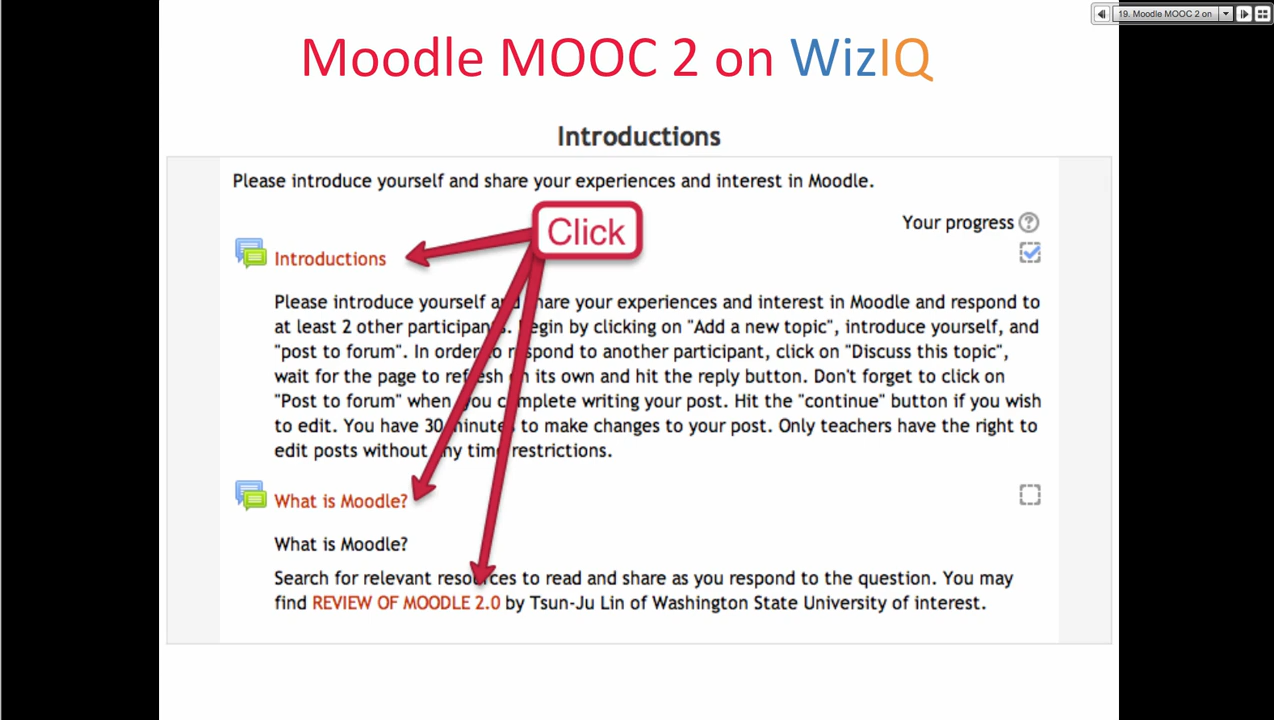 19. Moodle MOOC 2 on
Moodle MOOC 2 on WizIQ
Introductions
Please introduce yourself and share your experiences and interest in Moodle.
Click
Your progress ?
Introductions
Please introduce yourself and share your experiences and interest in Moodle and respond to
at least 2 other participants. Begin by clicking on "Add a new topic", introduce yourself, and
"post to forum". In order to respond to another participant, click on "Discuss this topic",
wait for the page to refresh on its own and hit the reply button. Don't forget to click on
"Post to forum" when you complete writing your post. Hit the "continue" button if you wish
to edit. You have 30 minutes to make changes to your post. Only teachers have the right to
edit posts without any time restrictions.
What is Moodle?
What is Moodle?
Search for relevant resources to read and share as you respond to the question. You may
find REVIEW OF MOODLE 2.0 by Tsun-Ju Lin of Washington State University of interest.